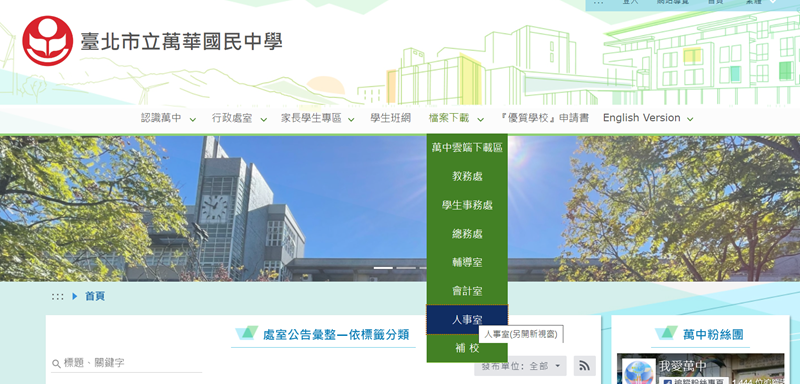 :::
登入
網站導覽
首頁
繁體
臺北市立萬華國民中學
認識萬中
行政處室
家長學生專區
學生班網
檔案下載
『優質學校』申請書
English Version
萬中雲端下載區
教務處
學生事務處
總務處
輔導室
會計室
人事室
人事室(另開新視窗)
補 校
::: 首頁
處室公告彙整—依標籤分類
標題、關鍵字
發布單位: 全部
萬中粉絲團
我愛萬中
追蹤粉絲專頁